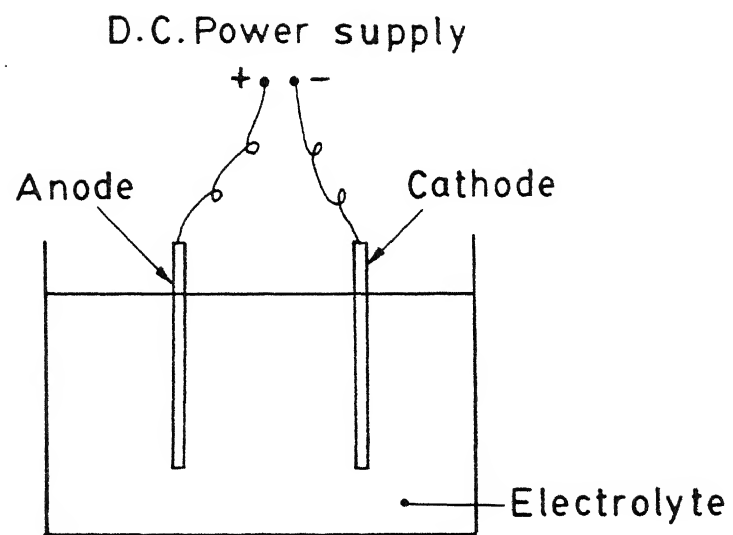 D.C. Power supply
+ -
Anode
Cathode
Electrolyte